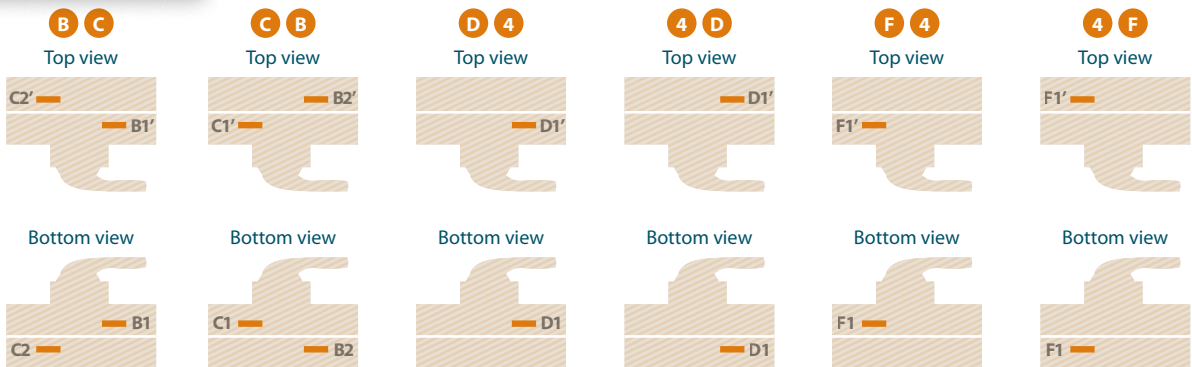 B C
C B
D 4
4 D
F 4
4 F
Top view
Top view
Top view
Top view
Top view
Top view
C2’
B1’
B2’
C1’
D1’
D1’
F1’
F1’
Bottom view
Bottom view
Bottom view
Bottom view
Bottom view
Bottom view
B1
C2
C1
B2
D1
D1
F1
F1